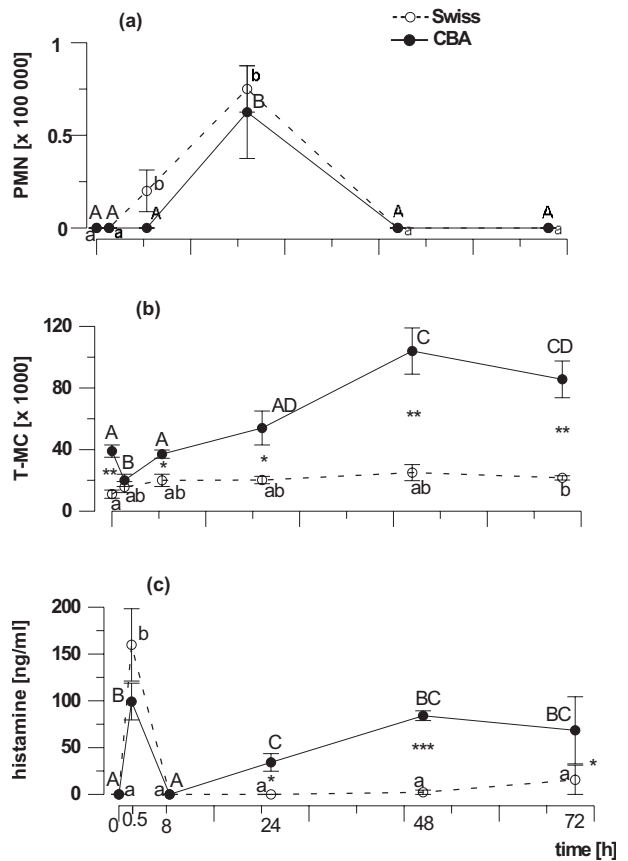 (a)
Swiss
CBA
PMN [x 100 000]
1
0.5
0
b
B
b
A A A A A
a a a a
(b)
T-MC [x 1000]
120
80
40
0
C
CD
AD
A A
B
** * * ** **
a ab ab ab ab b
(c)
histamine [ng/ml]
200
150
100
50
0
b
B
BC
BC
C
***
*
*
A A
a a a a a
0 0.5 8 24 48 72
time [h]